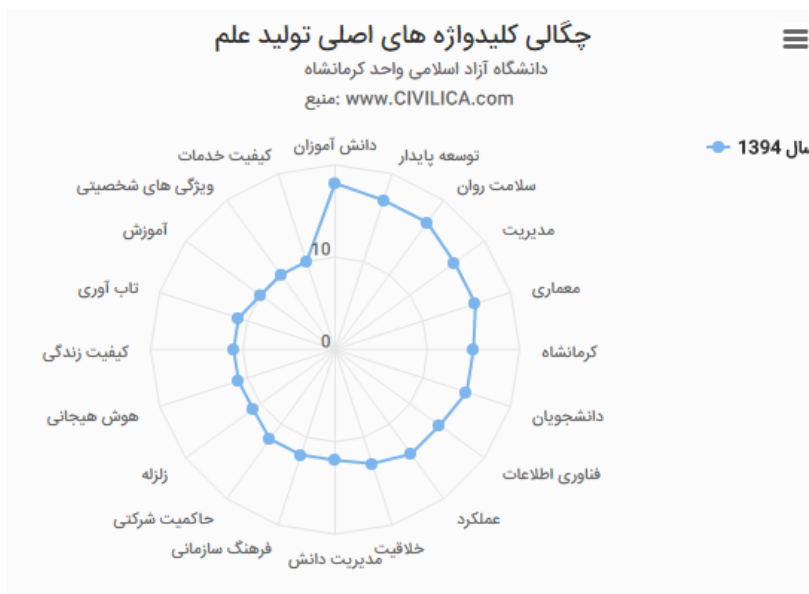 چگالی کلیدواژه های اصلی تولید علم
دانشگاه آزاد اسلامی واحد کرمانشاه
منبع: www.CIVILICA.com
سال 1394
دانش آموزان
توسعه پایدار
سلامت روان
مدیریت
معماری
کرمانشاه
دانشجویان
فناوری اطلاعات
عملکرد
خلاقیت
مدیریت دانش
فرهنگ سازمانی
حاکمیت شرکتی
زلزله
هوش هیجانی
کیفیت زندگی
تاب آوری
آموزش
ویژگی های شخصیتی
کیفیت خدمات
10
0